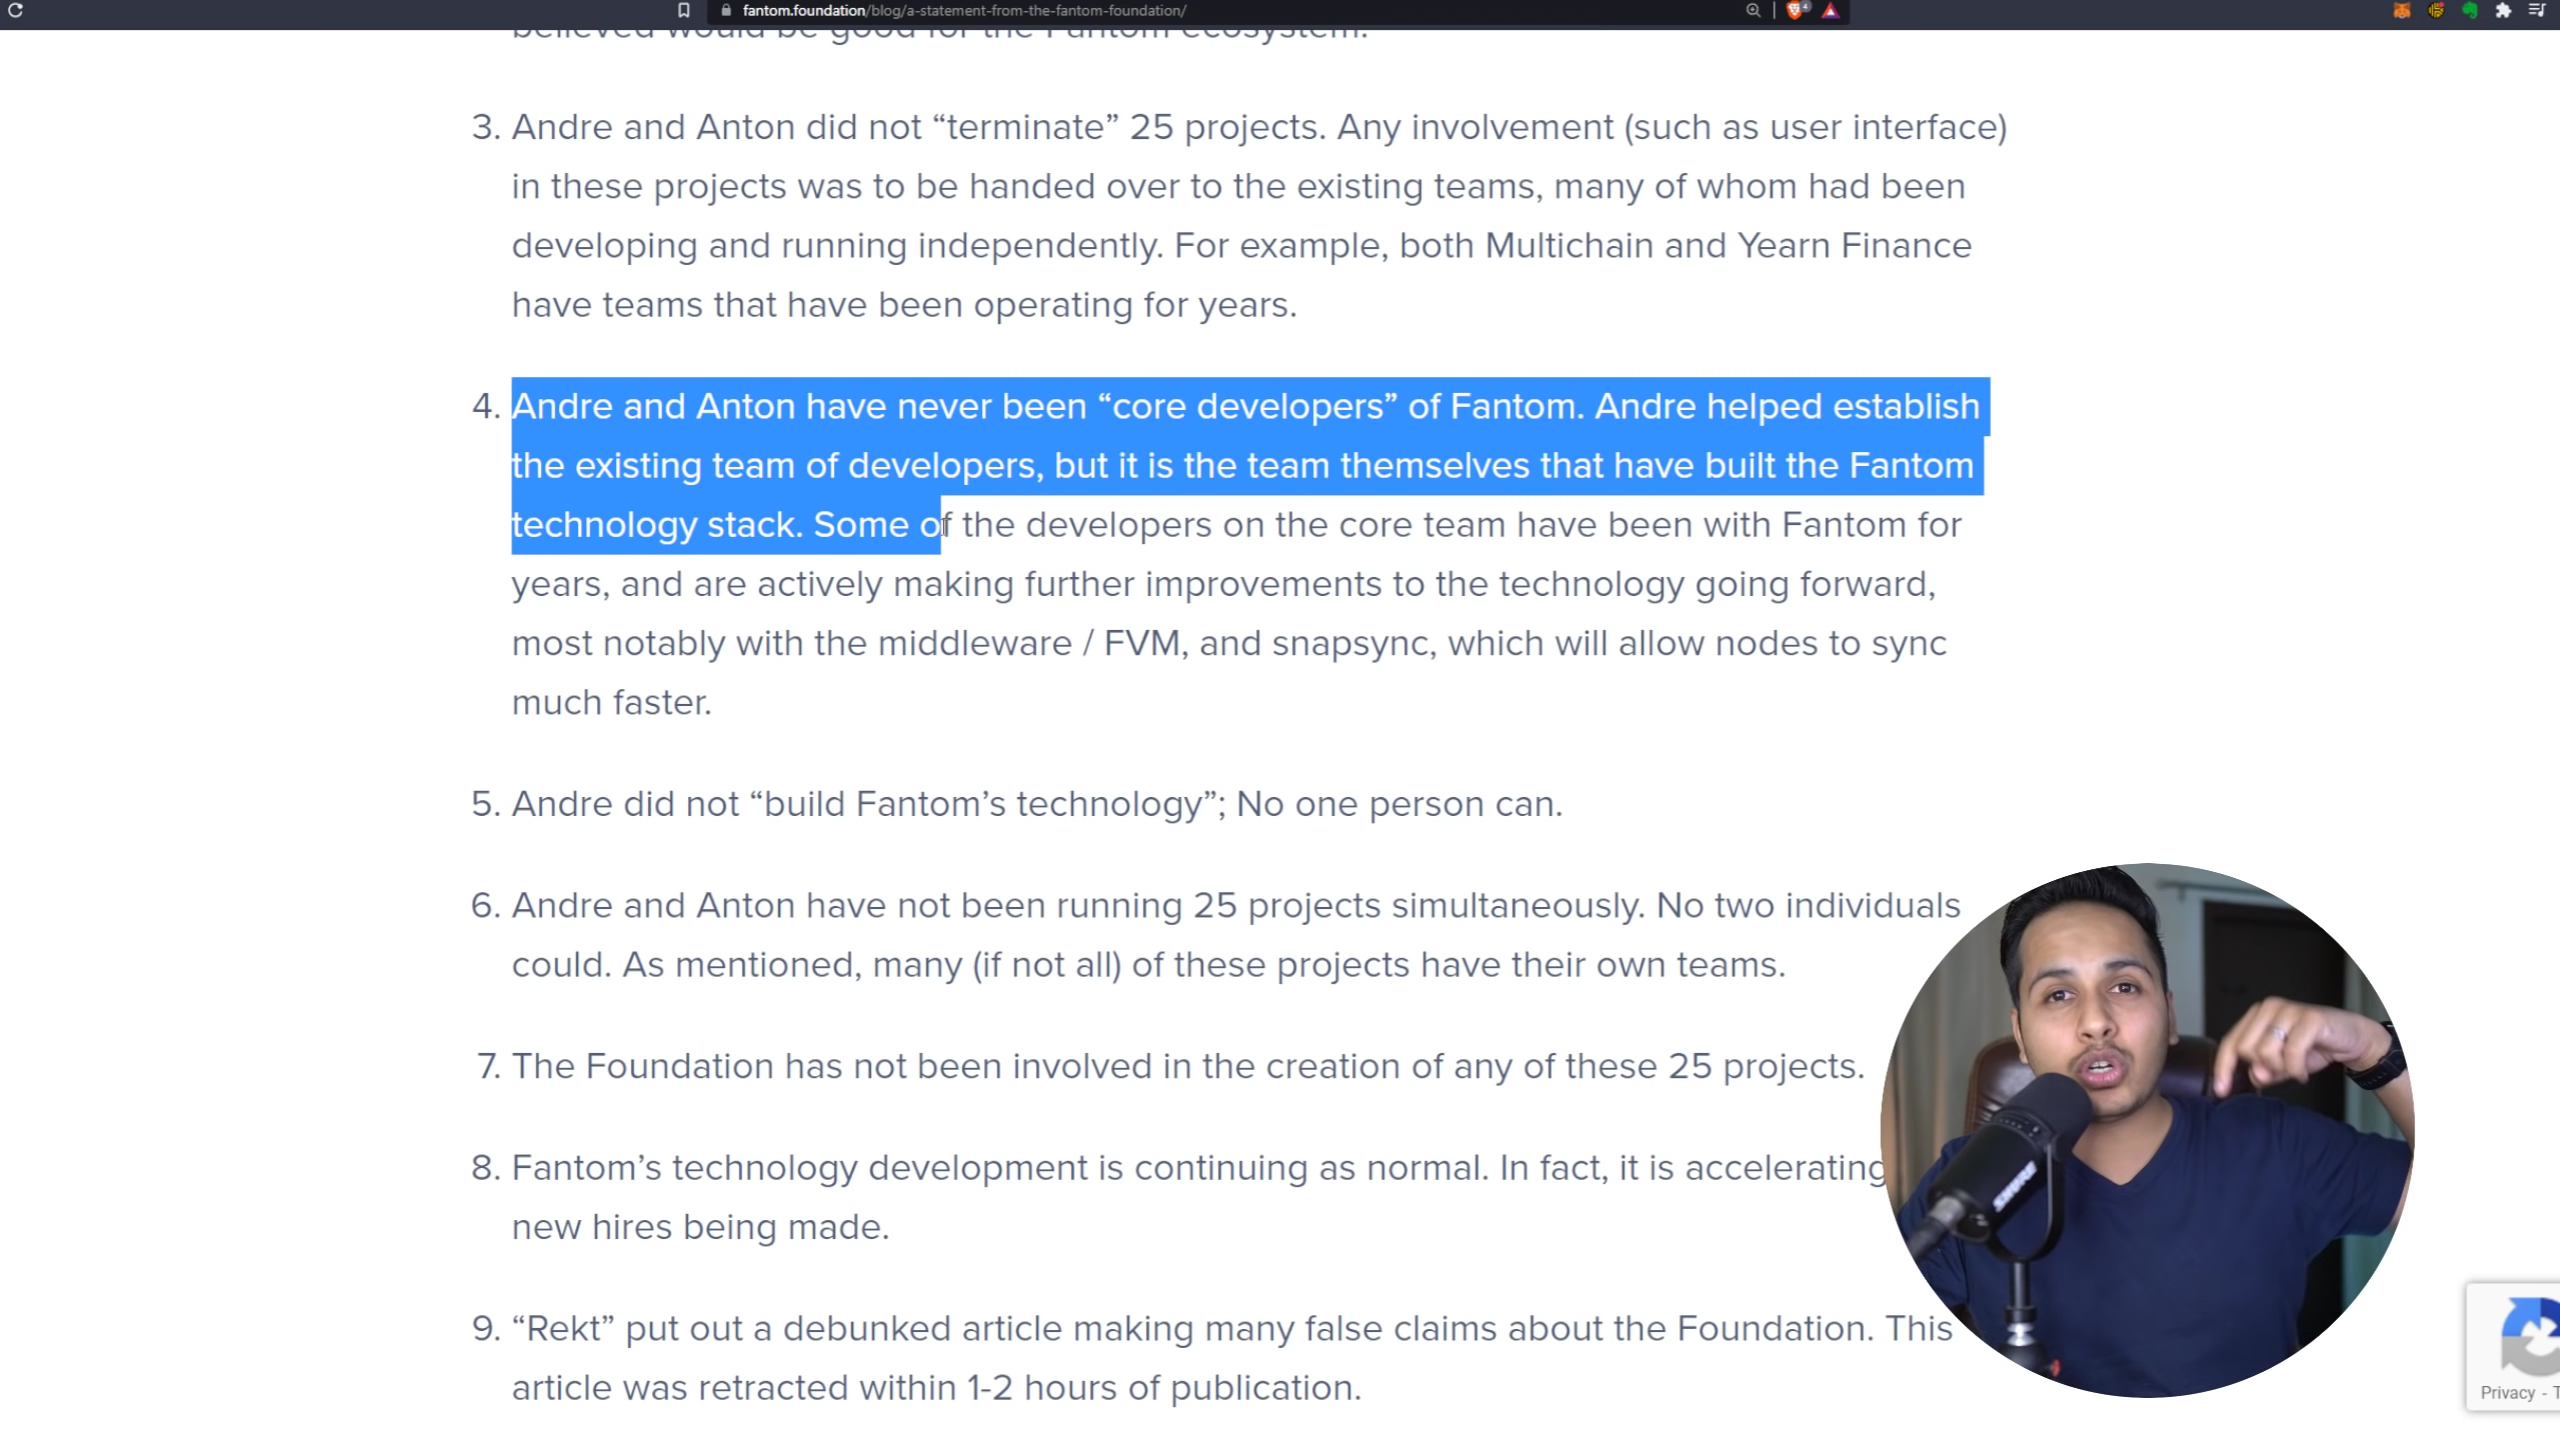 fantom.foundation/blog/a-statement-from-the-fantom-foundation/
4
believed would be good for the Fantom ecosystem.
3. Andre and Anton did not “terminate” 25 projects. Any involvement (such as user interface)
in these projects was to be handed over to the existing teams, many of whom had been
developing and running independently. For example, both Multichain and Yearn Finance
have teams that have been operating for years.
4. Andre and Anton have never been “core developers” of Fantom. Andre helped establish
the existing team of developers, but it is the team themselves that have built the Fantom
technology stack. Some of the developers on the core team have been with Fantom for
years, and are actively making further improvements to the technology going forward,
most notably with the middleware / FVM, and snapsync, which will allow nodes to sync
much faster.
5. Andre did not “build Fantom’s technology”; No one person can.
6. Andre and Anton have not been running 25 projects simultaneously. No two individuals
could. As mentioned, many (if not all) of these projects have their own teams.
7. The Foundation has not been involved in the creation of any of these 25 projects.
8. Fantom’s technology development is continuing as normal. In fact, it is accelerating
new hires being made.
9. “Rekt” put out a debunked article making many false claims about the Foundation. This
article was retracted within 1-2 hours of publication.
SHURE
Privacy - T